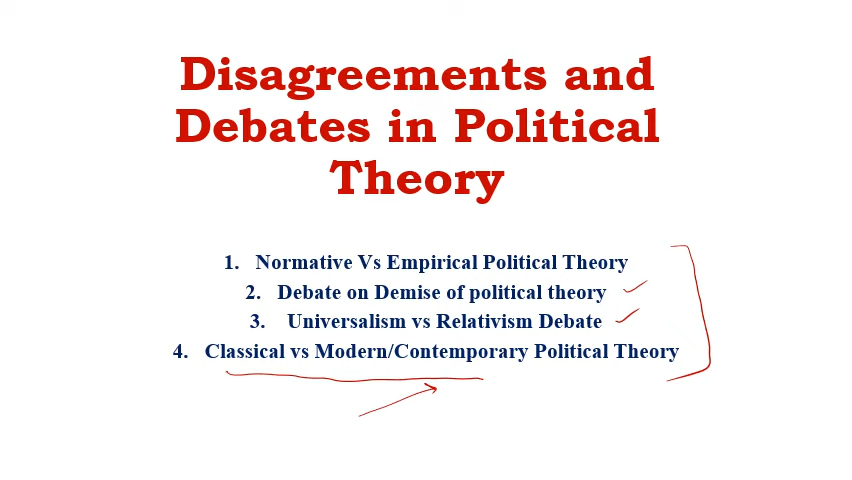 Disagreements and
Debates in Political
Theory
1. Normative Vs Empirical Political Theory
2. Debate on Demise of political theory
3. Universalism vs Relativism Debate
4. Classical vs Modern/Contemporary Political Theory